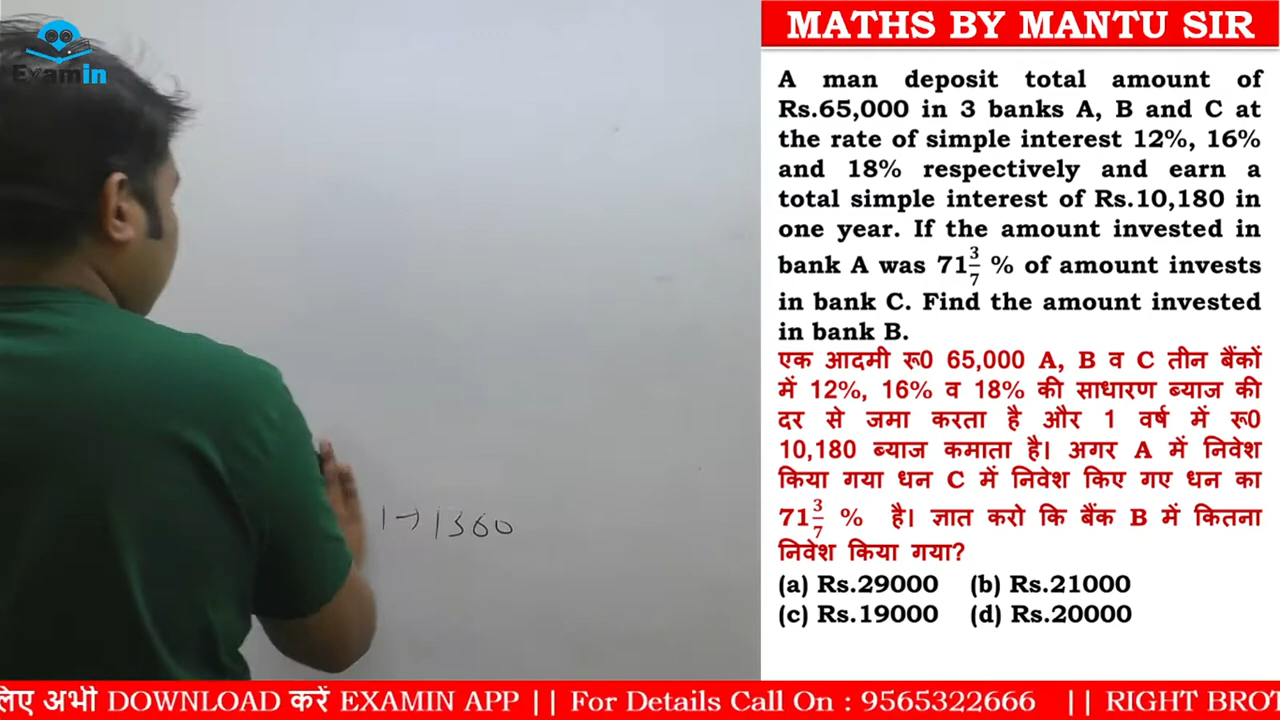 Examin
MATHS BY MANTU SIR
A man deposit total amount of
Rs.65,000 in 3 banks A, B and C at
the rate of simple interest 12%, 16%
and 18% respectively and earn a
total simple interest of Rs.10,180 in
one year. If the amount invested in
bank A was 71 3/7 % of amount invests
in bank C. Find the amount invested
in bank B.
एक आदमी रू0 65,000 A, B व C तीन बैंकों
में 12%, 16% व 18% की साधारण ब्याज की
दर से जमा करता है और 1 वर्ष में रू0
10,180 ब्याज कमाता है। अगर A में निवेश
किया गया धन C में निवेश किए गए धन का
71 3/7 % है। ज्ञात करो कि बैंक B में कितना
निवेश किया गया?
(a) Rs.29000 (b) Rs.21000
(c) Rs.19000 (d) Rs.20000
1→1360
लिए अभी DOWNLOAD करें EXAMIN APP || For Details Call On : 9565322666 || RIGHT BROT